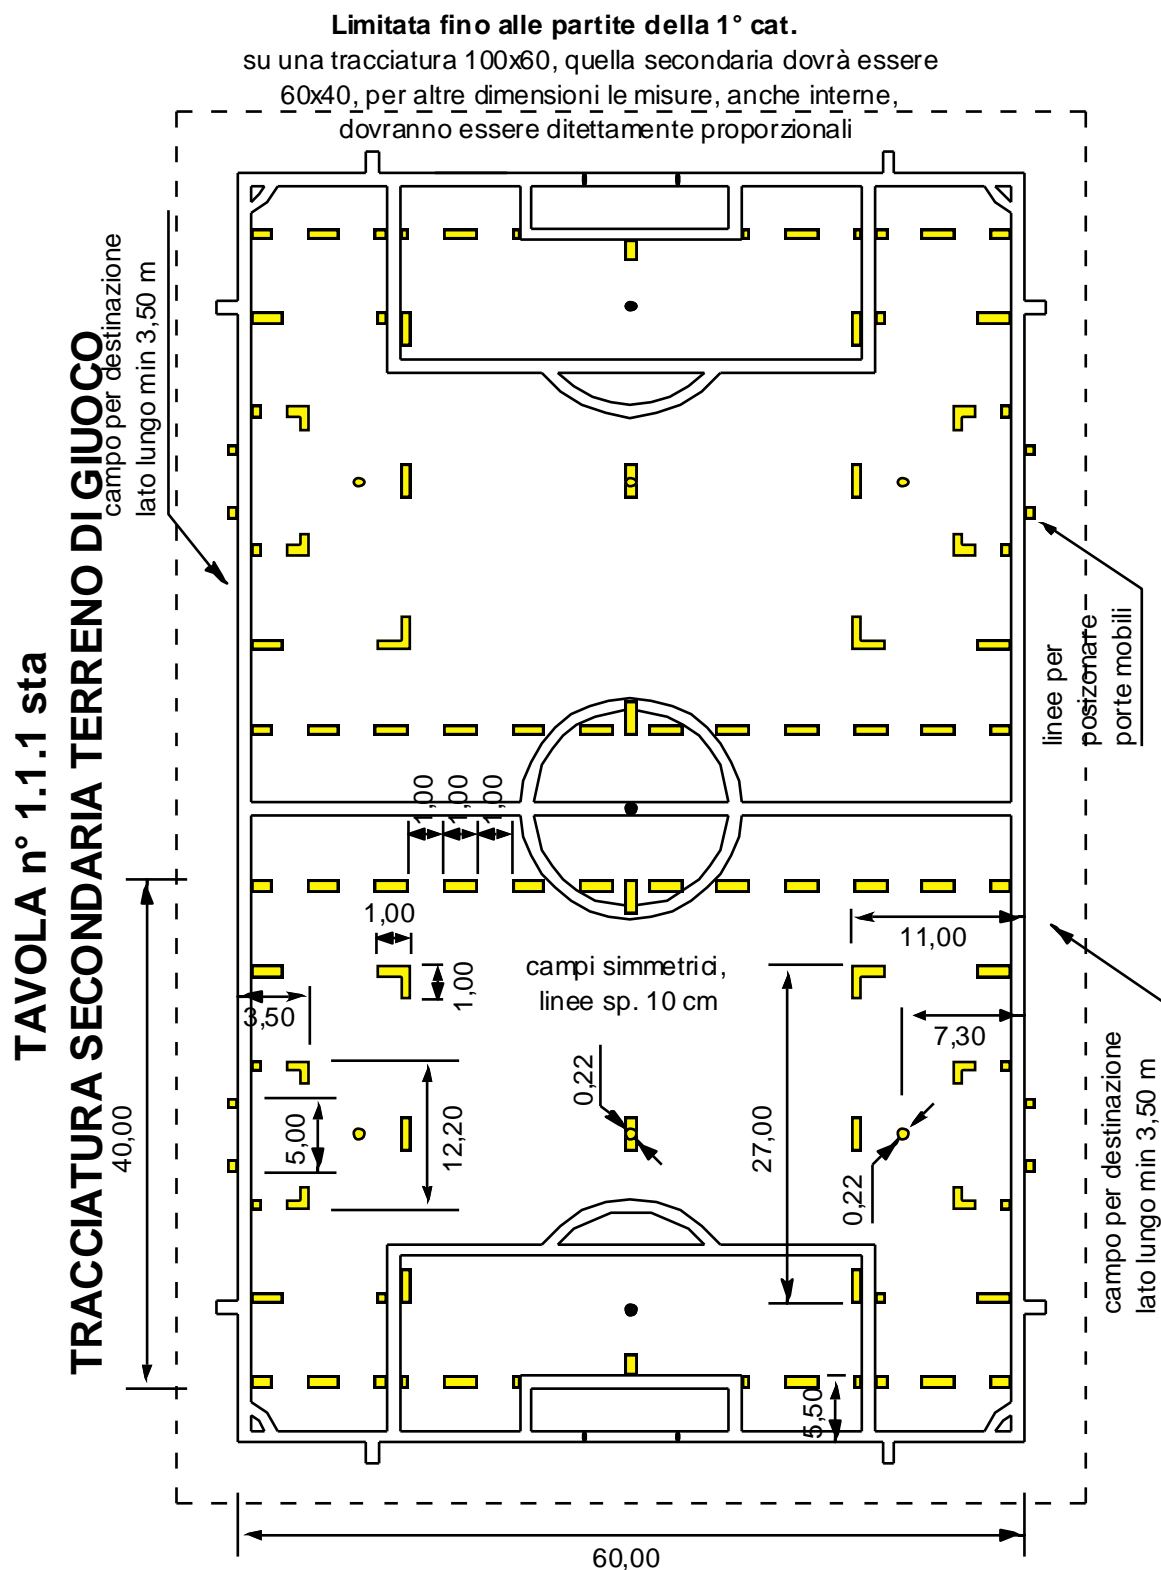 Limitata fino alle partite della 1° cat.
su una tracciatura 100x60, quella secondaria dovrà essere
60x40, per altre dimensioni le misure, anche interne,
dovranno essere ditettamente proporzionali
TAVOLA n° 1.1.1 sta
TRACCIATURA SECONDARIA TERRENO DI GIUOCO
campo per destinazione
lato lungo min 3,50 m
linee per
posizonare
porte mobili
1,00
1,00
1,00
1,00
1,00
campi simmetrici,
linee sp. 10 cm
11,00
3,50
7,30
0,22
40,00
5,00
12,20
27,00
0,22
campo per destinazione
lato lungo min 3,50 m
5,50
60,00